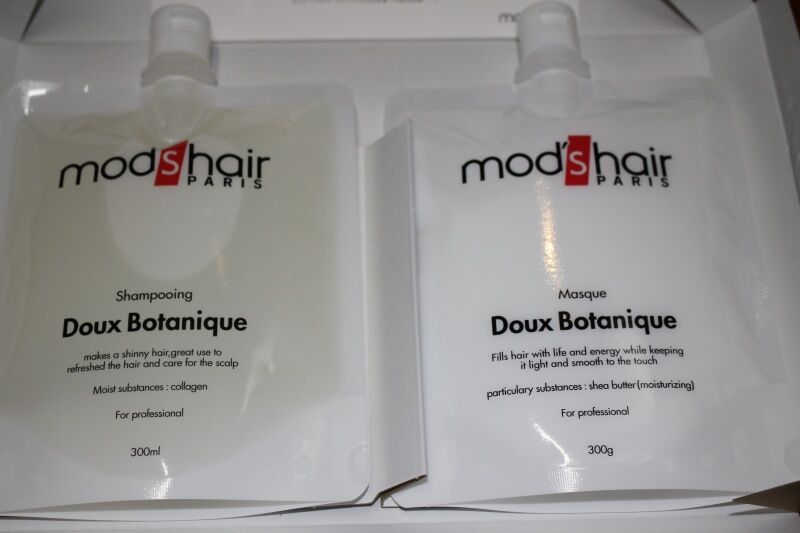 mod's hair
PARIS
Shampooing
Doux Botanique
makes a shinny hair,great use to
refreshed the hair and care for the scalp
Moist substances : collagen
For professional
300ml
mod's hair
PARIS
Masque
Doux Botanique
Fills hair with life and energy while keeping
it light and smooth to the touch
particulary substances : shea butter(moisturizing)
For professional
300g